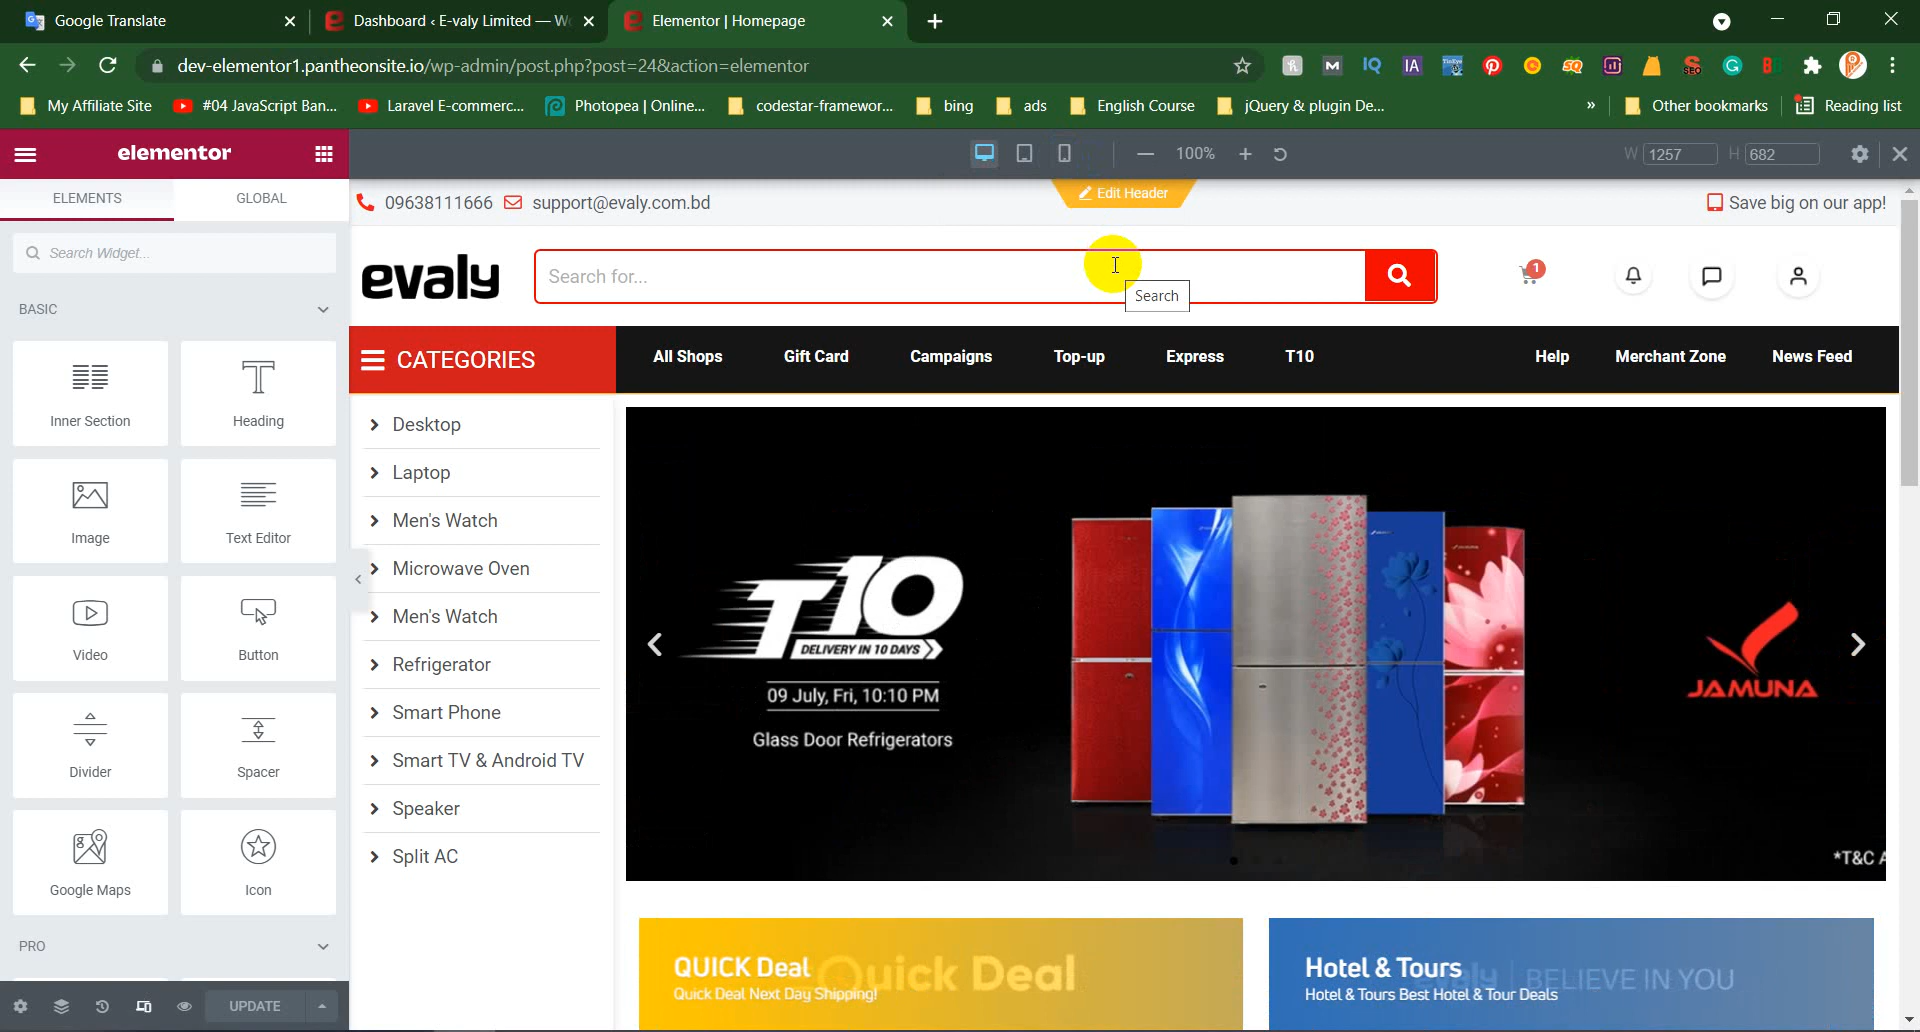 Google Translate
Dashboard ‹ E-valy Limited — W
Elementor | Homepage
dev-elementor1.pantheonsite.io/wp-admin/post.php?post=24&action=elementor
My Affiliate Site
#04 JavaScript Ban...
Laravel E-commerc...
Photopea | Online...
codestar-framewor...
bing
ads
English Course
jQuery & plugin De...
»
Other bookmarks
Reading list
elementor
100%
W 1257
H 682
ELEMENTS
GLOBAL
Search Widget...
BASIC
Inner Section
Heading
Image
Text Editor
Video
Button
Divider
Spacer
Google Maps
Icon
PRO
UPDATE
09638111666
support@evaly.com.bd
Edit Header
Save big on our app!
evaly
Search for...
Search
1
CATEGORIES
All Shops
Gift Card
Campaigns
Top-up
Express
T10
Help
Merchant Zone
News Feed
Desktop
Laptop
Men's Watch
Microwave Oven
Men's Watch
Refrigerator
Smart Phone
Smart TV & Android TV
Speaker
Split AC
T10
DELIVERY IN 10 DAYS
09 July, Fri, 10:10 PM
Glass Door Refrigerators
JAMUNA
*T&C A
QUICK Deal
Quick Deal Next Day Shipping!
Quick Deal
Hotel & Tours
Hotel & Tours Best Hotel & Tour Deals
evaly | BELIEVE IN YOU